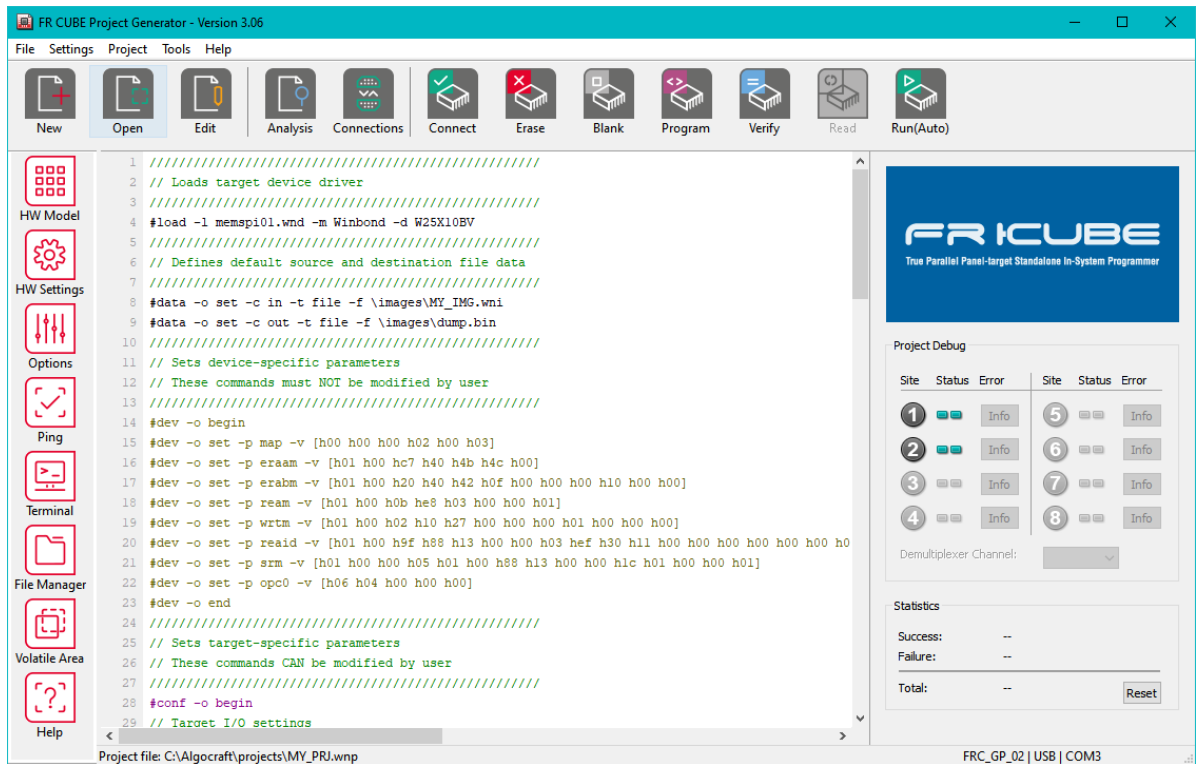 FR CUBE Project Generator - Version 3.06
File Settings Project Tools Help
New Open Edit Analysis Connections Connect Erase Blank Program Verify Read Run(Auto)
HW Model
HW Settings
Options
Ping
Terminal
File Manager
Volatile Area
Help
1 /////////////////////////////////////////////////////
2 // Loads target device driver
3 /////////////////////////////////////////////////////
4 #load -l memspi01.wnd -m Winbond -d W25X10BV
5 /////////////////////////////////////////////////////
6 // Defines default source and destination file data
7 /////////////////////////////////////////////////////
8 #data -o set -c in -t file -f \images\MY_IMG.wni
9 #data -o set -c out -t file -f \images\dump.bin
10 /////////////////////////////////////////////////////
11 // Sets device-specific parameters
12 // These commands must NOT be modified by user
13 /////////////////////////////////////////////////////
14 #dev -o begin
15 #dev -o set -p map -v [h00 h00 h00 h02 h00 h03]
16 #dev -o set -p eraam -v [h01 h00 hc7 h40 h4b h4c h00]
17 #dev -o set -p erabm -v [h01 h00 h20 h40 h42 h0f h00 h00 h00 h10 h00 h00]
18 #dev -o set -p ream -v [h01 h00 h0b he8 h03 h00 h00 h01]
19 #dev -o set -p wrtm -v [h01 h00 h02 h10 h27 h00 h00 h00 h01 h00 h00 h00]
20 #dev -o set -p reaid -v [h01 h00 h9f h88 h13 h00 h00 h03 hef h30 h11 h00 h00 h00 h00 h00 h00 h0
21 #dev -o set -p srm -v [h01 h00 h00 h05 h01 h00 h88 h13 h00 h00 h1c h01 h00 h00 h01]
22 #dev -o set -p opc0 -v [h06 h04 h00 h00 h00]
23 #dev -o end
24 /////////////////////////////////////////////////////
25 // Sets target-specific parameters
26 // These commands CAN be modified by user
27 /////////////////////////////////////////////////////
28 #conf -o begin
29 // Target I/O settings
FR CUBE
True Parallel Panel-target Standalone In-System Programmer
Project Debug
Site Status Error Site Status Error
1 Info 5 Info
2 Info 6 Info
3 Info 7 Info
4 Info 8 Info
Demultiplexer Channel:
Statistics
Success: --
Failure: --
Total: -- Reset
Project file: C:\Algocraft\projects\MY_PRJ.wnp FRC_GP_02 | USB | COM3